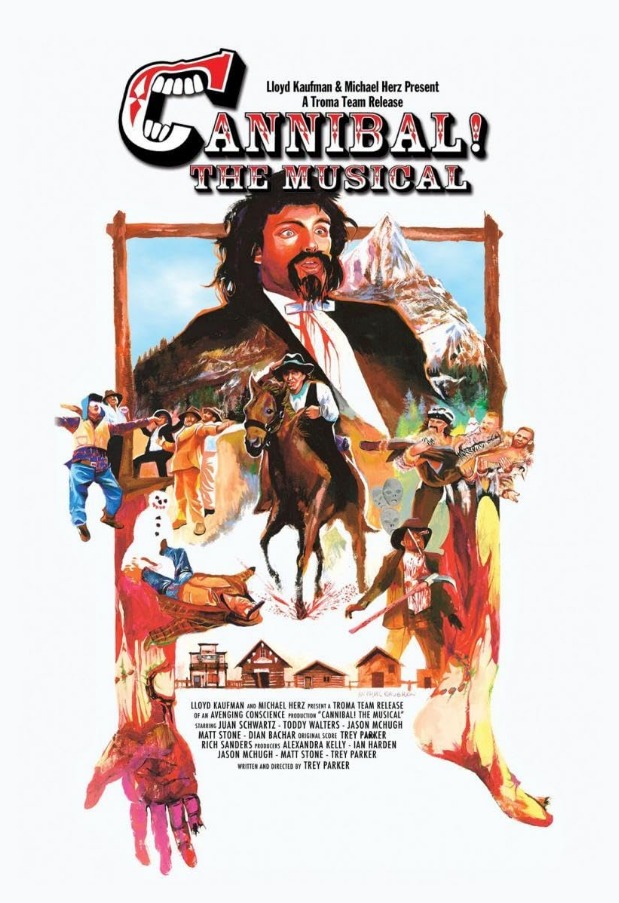 Lloyd Kaufman & Michael Herz Present
A Troma Team Release
CANNIBAL!
THE MUSICAL
LLOYD KAUFMAN AND MICHAEL HERZ PRESENT A TROMA TEAM RELEASE
OF AN AVENGING CONSCIENCE PRODUCTION "CANNIBAL! THE MUSICAL"
STARRING JUAN SCHWARTZ - TODDY WALTERS - JASON MCHUGH
MATT STONE - DIAN BACHAR ORIGINAL SCORE TREY PARKER
RICH SANDERS PRODUCERS ALEXANDRA KELLY - IAN HARDEN
JASON MCHUGH - MATT STONE - TREY PARKER
WRITTEN AND DIRECTED BY TREY PARKER